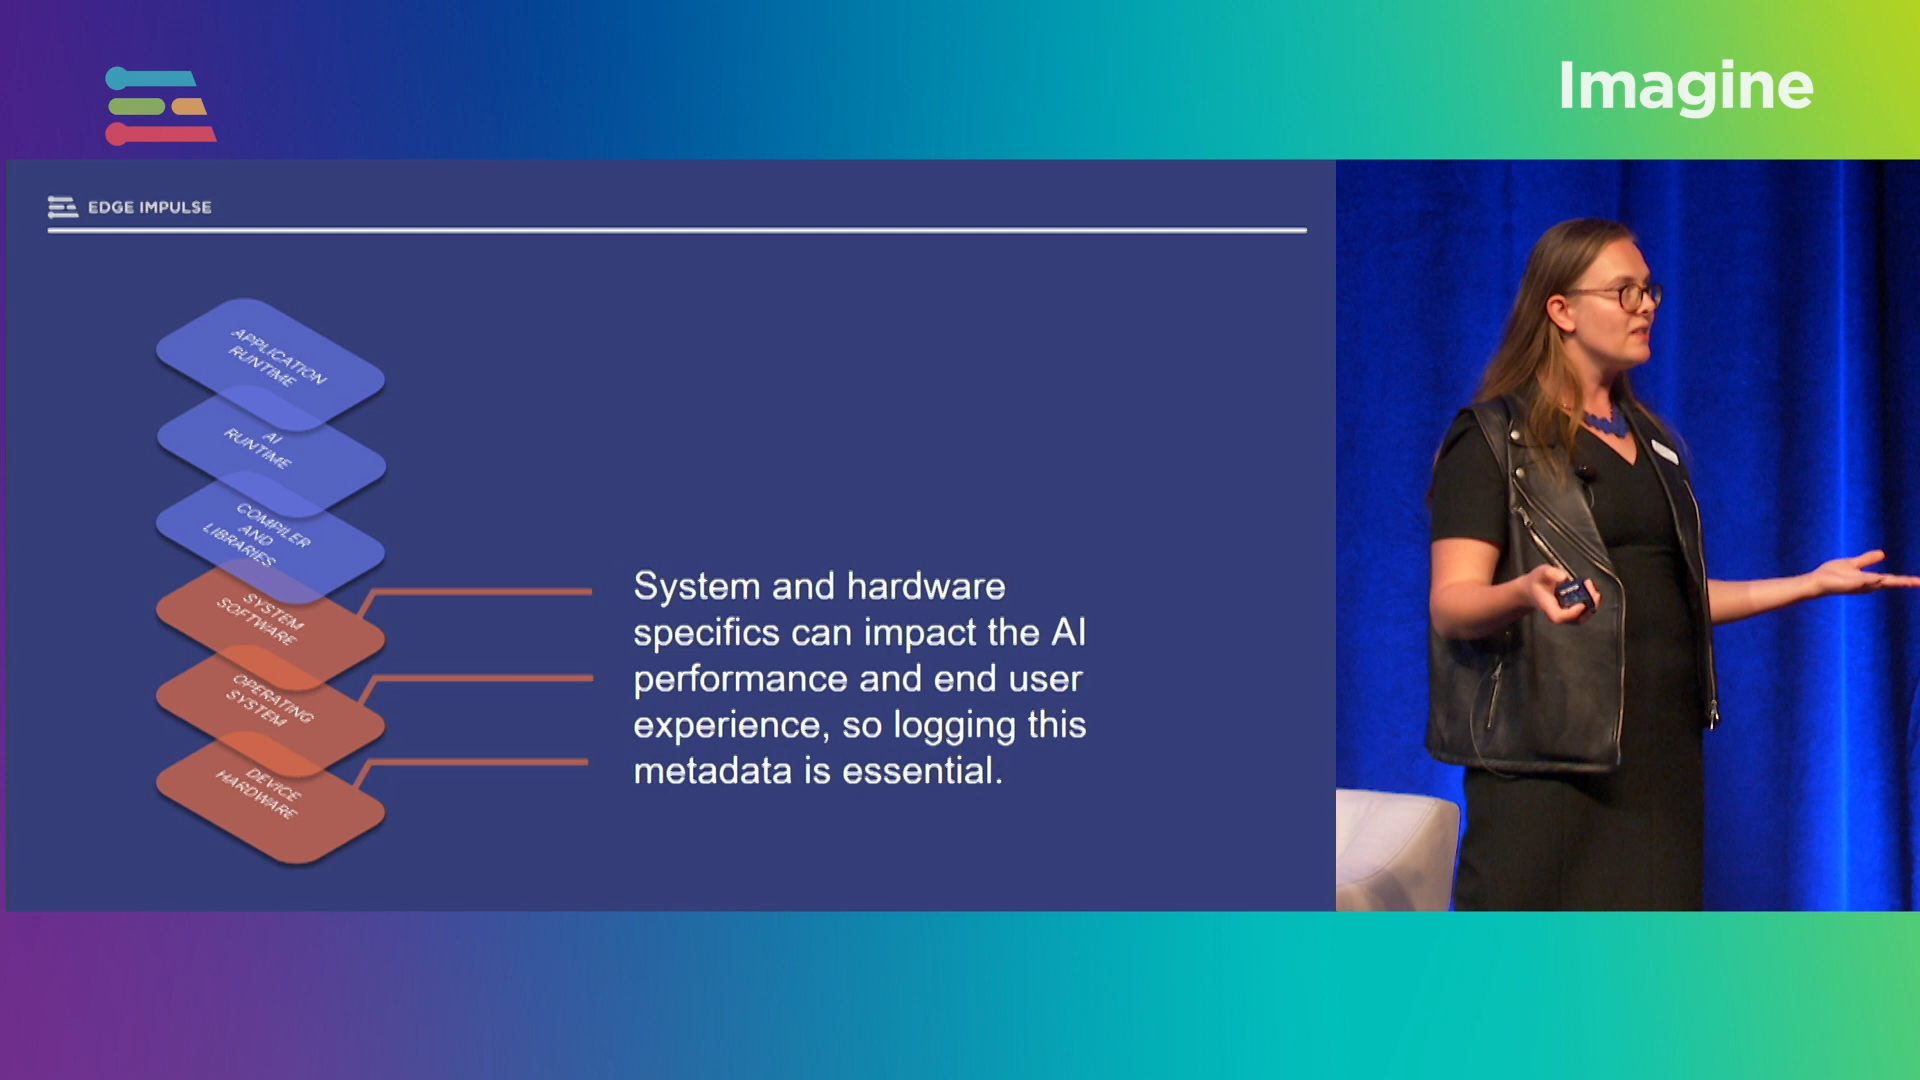 Imagine
EDGE IMPULSE
APPLICATION
RUNTIME
AI
RUNTIME
COMPILER
AND
LIBRARIES
SYSTEM
SOFTWARE
OPERATING
SYSTEM
DEVICE
HARDWARE
System and hardware
specifics can impact the AI
performance and end user
experience, so logging this
metadata is essential.